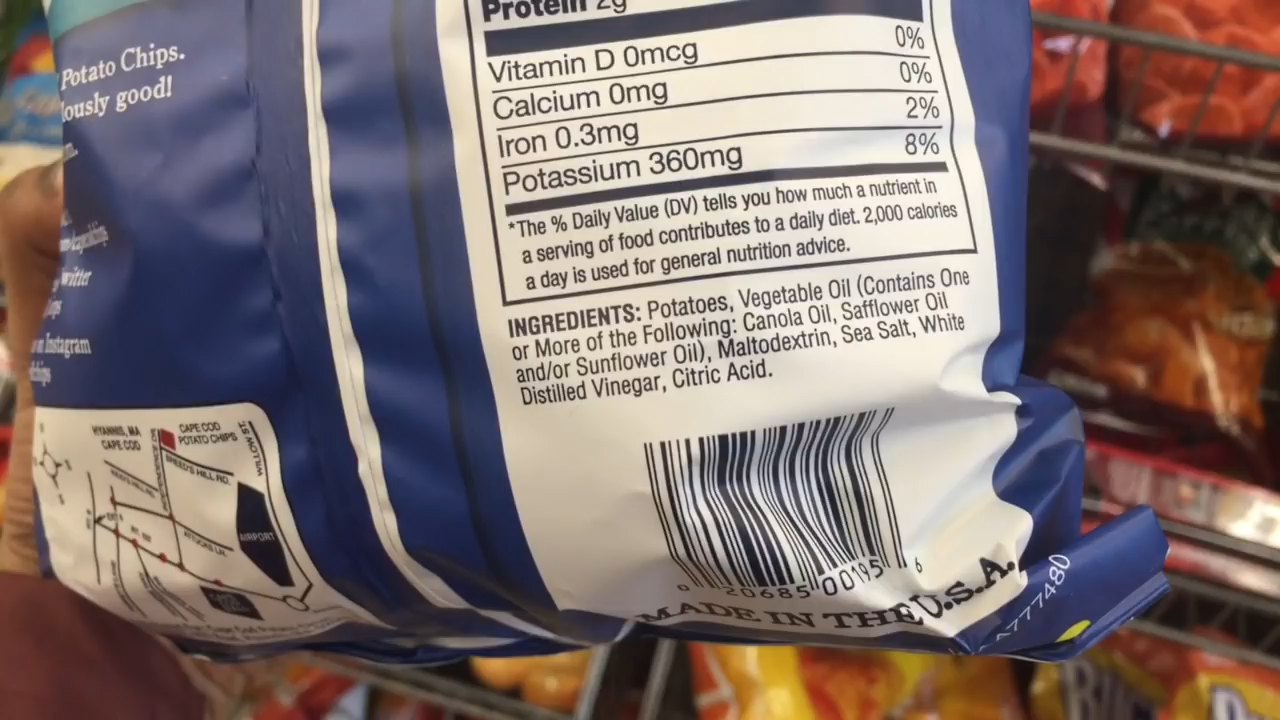 Potato Chips.
ously good!
witter
Instagram
Protein 2g
Vitamin D 0mcg 0%
Calcium 0mg 0%
Iron 0.3mg 2%
Potassium 360mg 8%
*The % Daily Value (DV) tells you how much a nutrient in
a serving of food contributes to a daily diet. 2,000 calories
a day is used for general nutrition advice.
INGREDIENTS: Potatoes, Vegetable Oil (Contains One
or More of the Following: Canola Oil, Safflower Oil
and/or Sunflower Oil), Maltodextrin, Sea Salt, White
Distilled Vinegar, Citric Acid.
HYANNIS, MA
CAPE COD
CAPE COD
POTATO CHIPS
WILLOW ST.
BREED'S HILL RD.
ATTUCKS LN.
AIRPORT
0 20685 00195 6
MADE IN THE U.S.A.
A777480